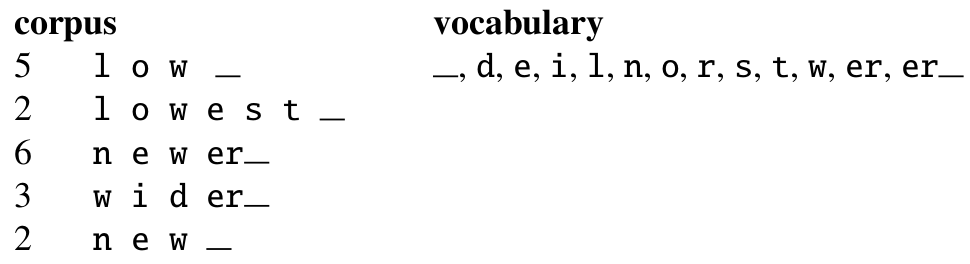 corpus vocabulary
5 l o w _ _, d, e, i, l, n, o, r, s, t, w, er, er_
2 l o w e s t _
6 n e w er_
3 w i d er_
2 n e w _